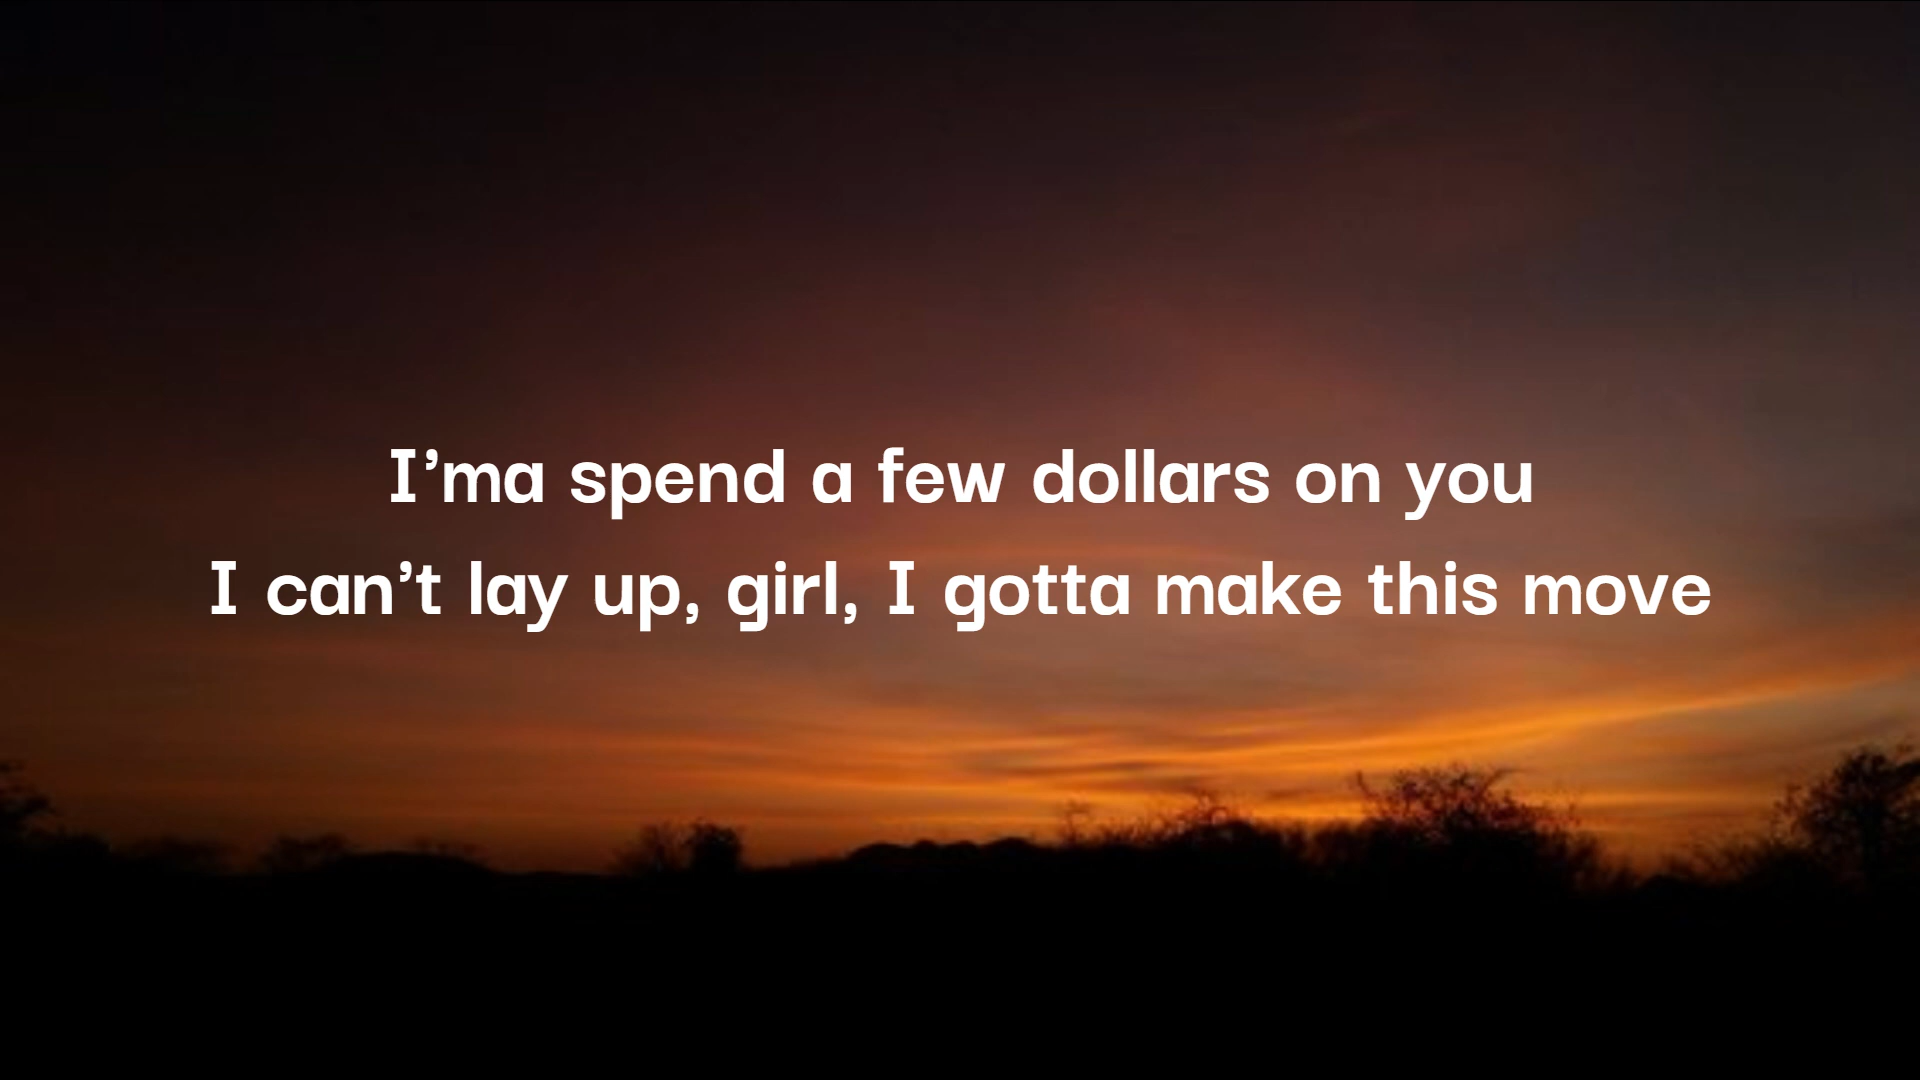 I’ma spend a few dollars on you
I can’t lay up, girl, I gotta make this move